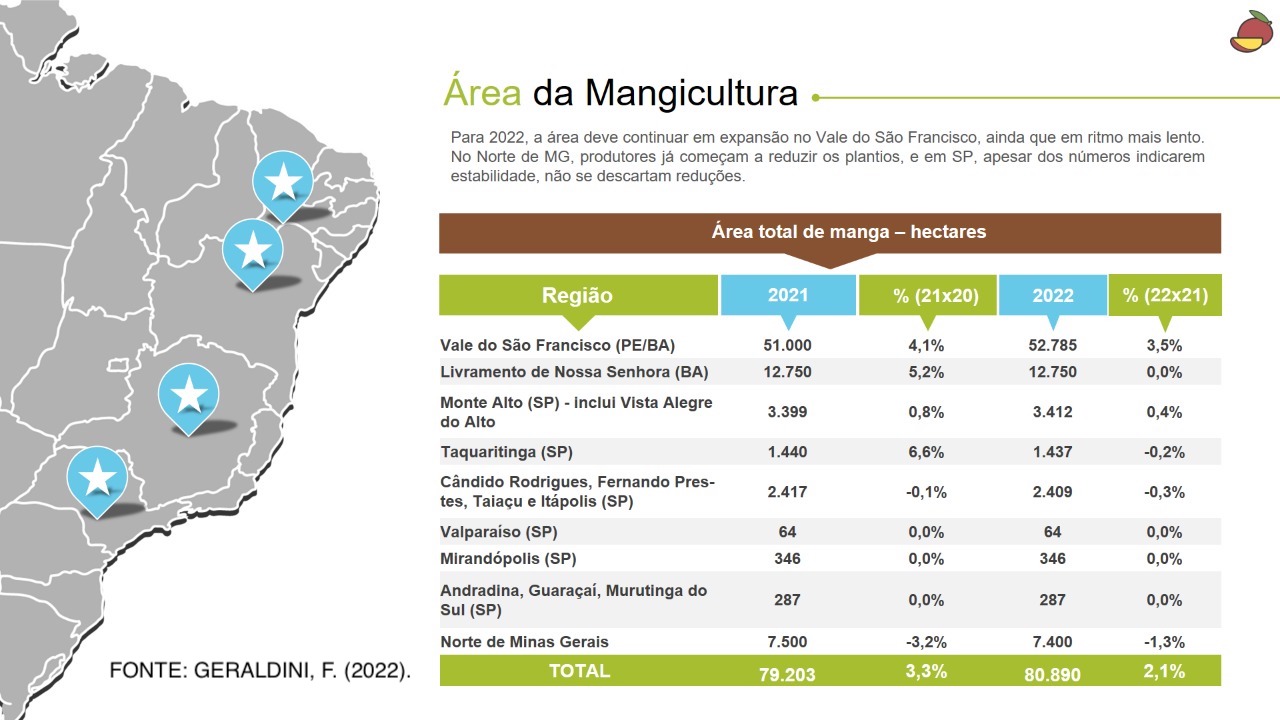 Área da Mangicultura
Para 2022, a área deve continuar em expansão no Vale do São Francisco, ainda que em ritmo mais lento.
No Norte de MG, produtores já começam a reduzir os plantios, e em SP, apesar dos números indicarem
estabilidade, não se descartam reduções.
Área total de manga – hectares
Região 2021 % (21x20) 2022 % (22x21)
Vale do São Francisco (PE/BA) 51.000 4,1% 52.785 3,5%
Livramento de Nossa Senhora (BA) 12.750 5,2% 12.750 0,0%
Monte Alto (SP) - inclui Vista Alegre
do Alto 3.399 0,8% 3.412 0,4%
Taquaritinga (SP) 1.440 6,6% 1.437 -0,2%
Cândido Rodrigues, Fernando Pres-
tes, Taiaçu e Itápolis (SP) 2.417 -0,1% 2.409 -0,3%
Valparaíso (SP) 64 0,0% 64 0,0%
Mirandópolis (SP) 346 0,0% 346 0,0%
Andradina, Guaraçaí, Murutinga do
Sul (SP) 287 0,0% 287 0,0%
Norte de Minas Gerais 7.500 -3,2% 7.400 -1,3%
TOTAL 79.203 3,3% 80.890 2,1%
FONTE: GERALDINI, F. (2022).